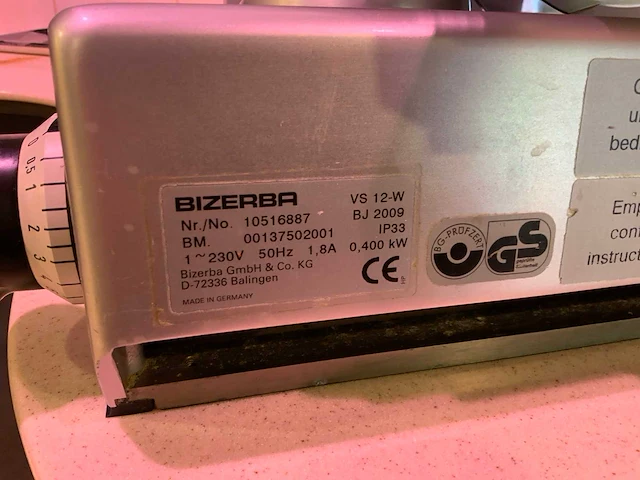 0 0,5 1 2 3
BIZERBA VS 12-W
Nr./No. 10516887 BJ 2009
BM. 00137502001 IP33
1~230V 50Hz 1,8A 0,400 kW
Bizerba GmbH & Co. KG
D-72336 Balingen
MADE IN GERMANY
CE
BG-PRÜFZERT
GS
bed
Emp
con
instruct